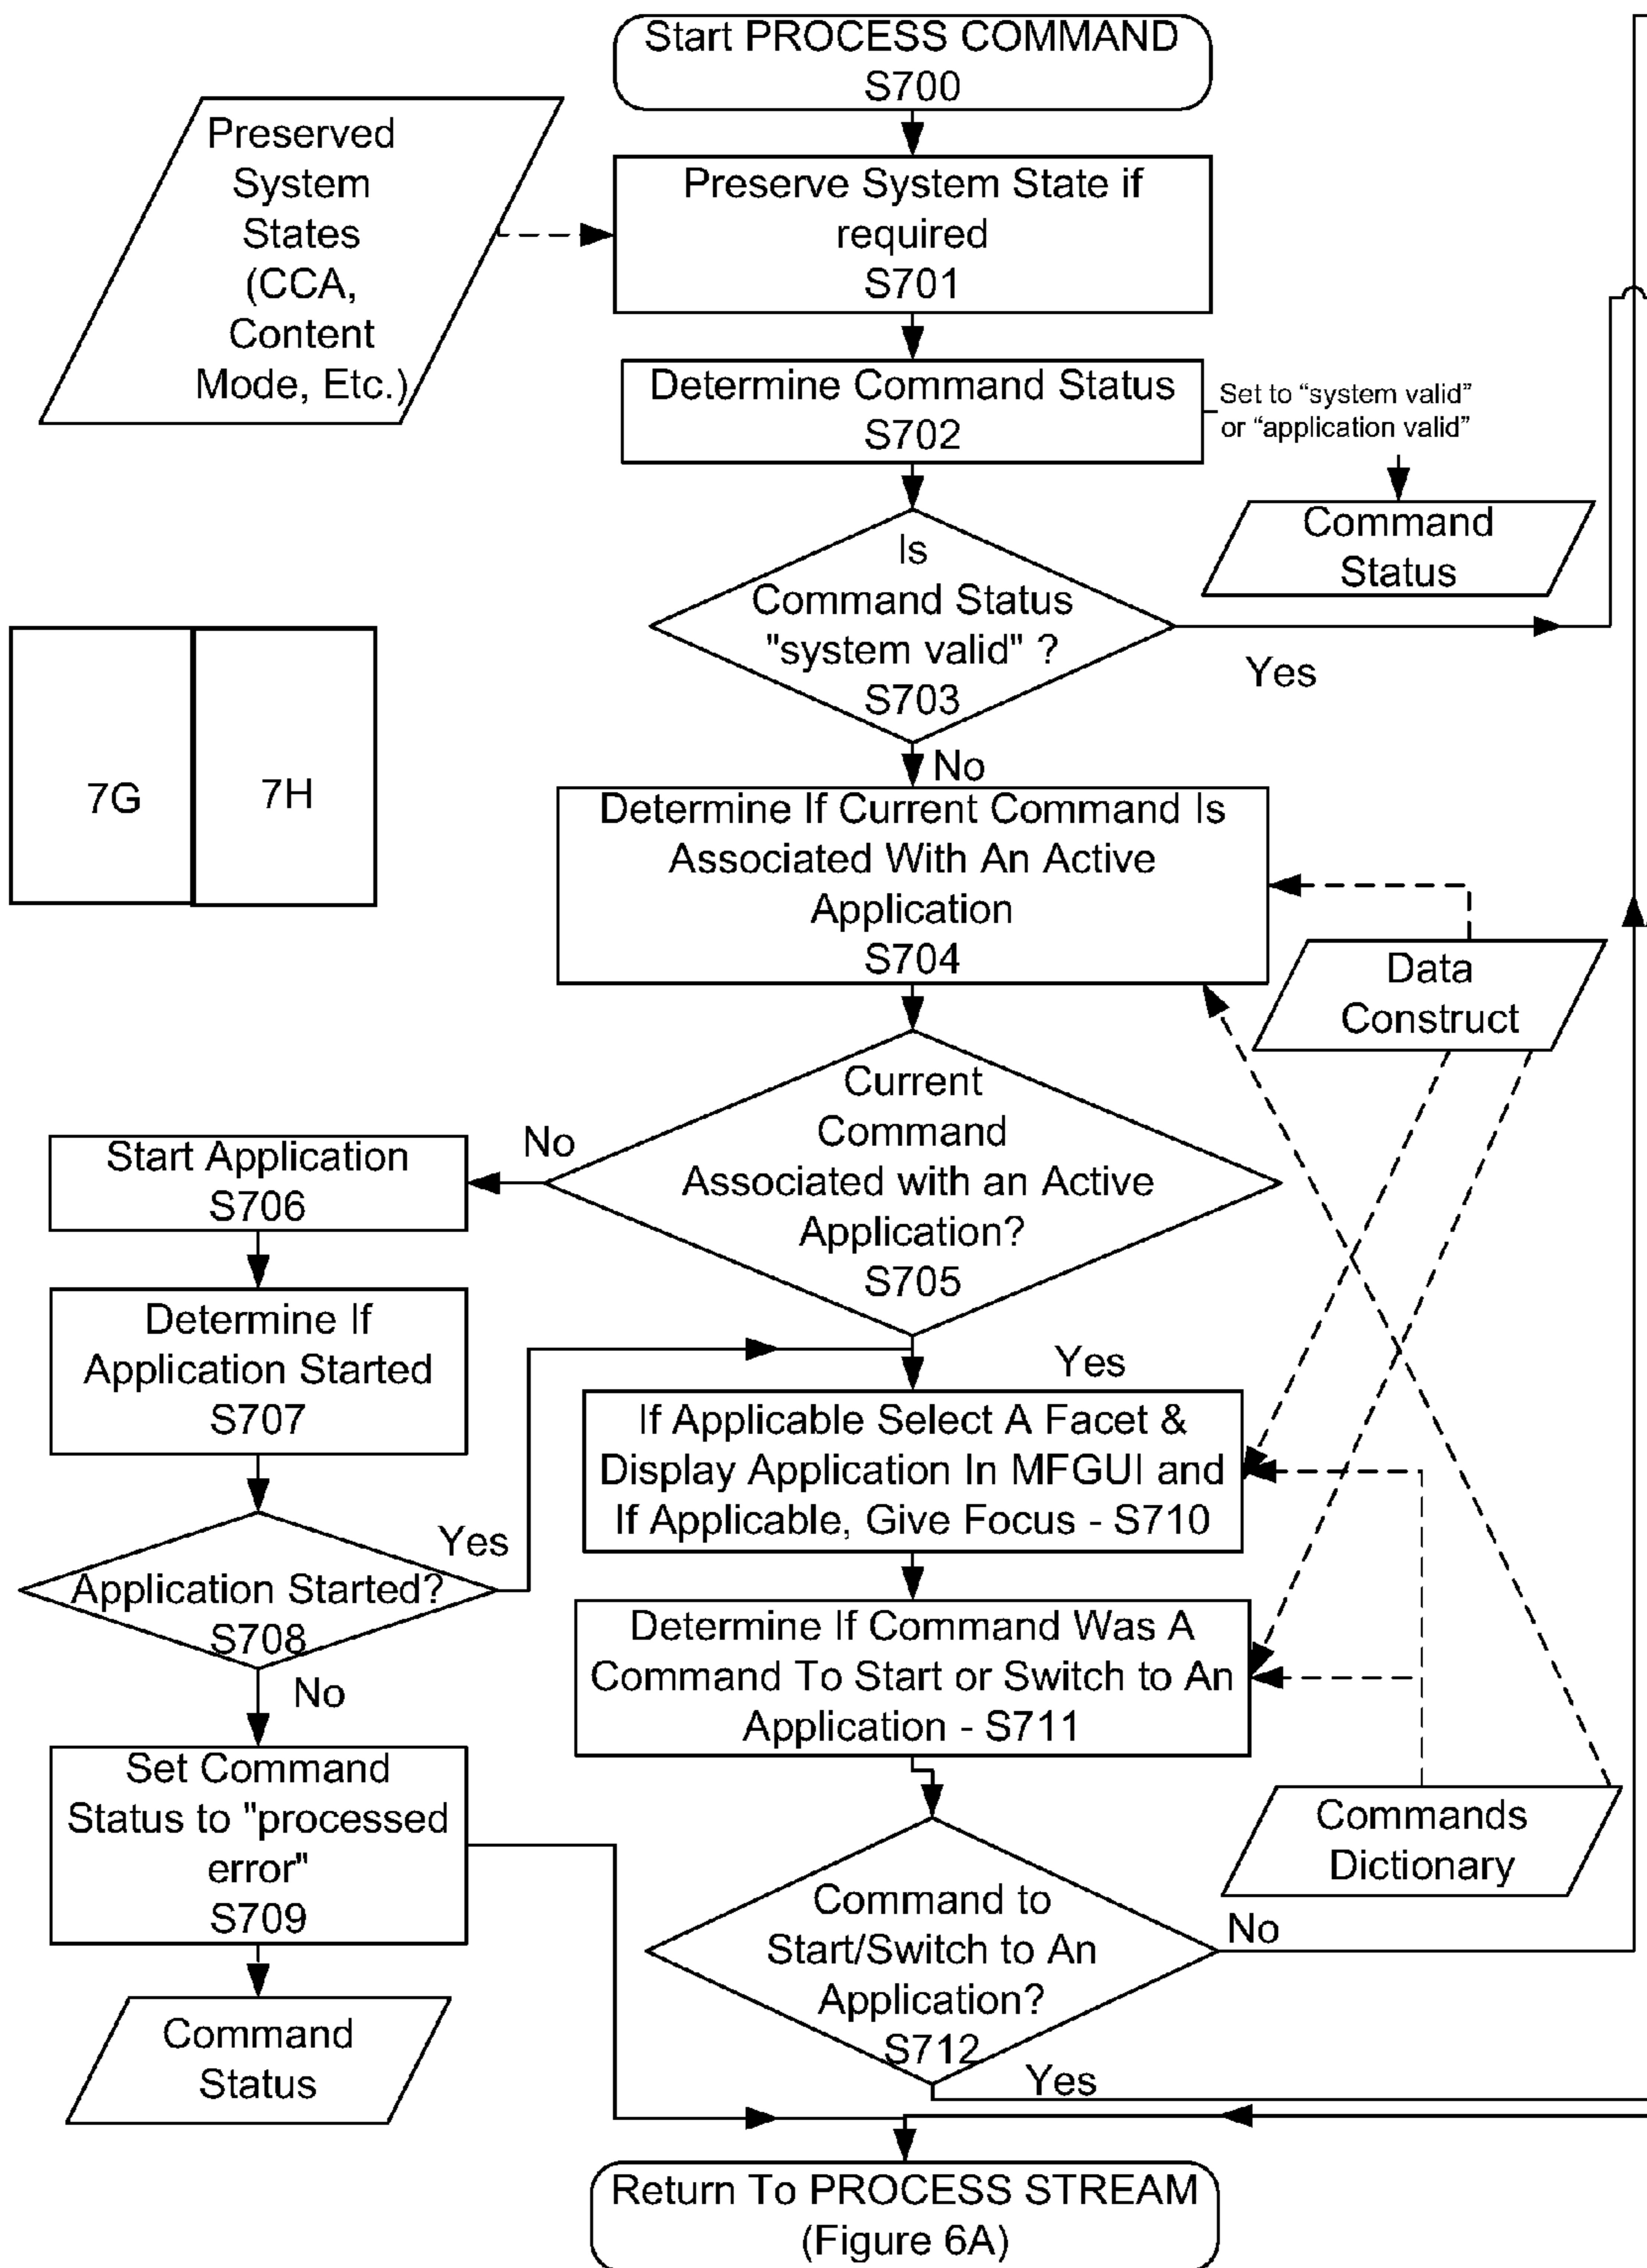 Start PROCESS COMMAND
S700
Preserved
System
States
(CCA,
Content
Mode, Etc.)
Preserve System State if
required
S701
Determine Command Status
S702
Set to “system valid”
or “application valid”
Command
Status
Is
Command Status
"system valid" ?
S703
Yes
No
7G
7H
Determine If Current Command Is
Associated With An Active
Application
S704
Data
Construct
Current
Command
Associated with an Active
Application?
S705
No
Start Application
S706
Determine If
Application Started
S707
Yes
If Applicable Select A Facet &
Display Application In MFGUI and
If Applicable, Give Focus - S710
Yes
Application Started?
S708
No
Determine If Command Was A
Command To Start or Switch to An
Application - S711
Set Command
Status to "processed
error"
S709
Commands
Dictionary
Command to
Start/Switch to An
Application?
S712
No
Yes
Command
Status
Return To PROCESS STREAM
(Figure 6A)